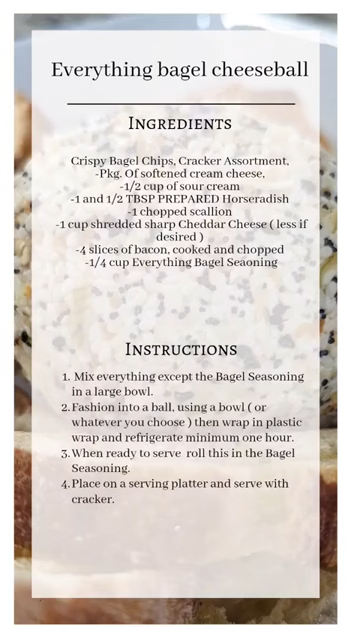 Everything bagel cheeseball
Ingredients
Crispy Bagel Chips, Cracker Assortment,
-Pkg. Of softened cream cheese,
-1/2 cup of sour cream
-1 and 1/2 TBSP PREPARED Horseradish
-1 chopped scallion
-1 cup shredded sharp Cheddar Cheese ( less if
desired )
-4 slices of bacon, cooked and chopped
-1/4 cup Everything Bagel Seaoning
Instructions
1. Mix everything except the Bagel Seasoning
in a large bowl.
2. Fashion into a ball, using a bowl ( or
whatever you choose ) then wrap in plastic
wrap and refrigerate minimum one hour.
3. When ready to serve roll this in the Bagel
Seasoning.
4. Place on a serving platter and serve with
cracker.